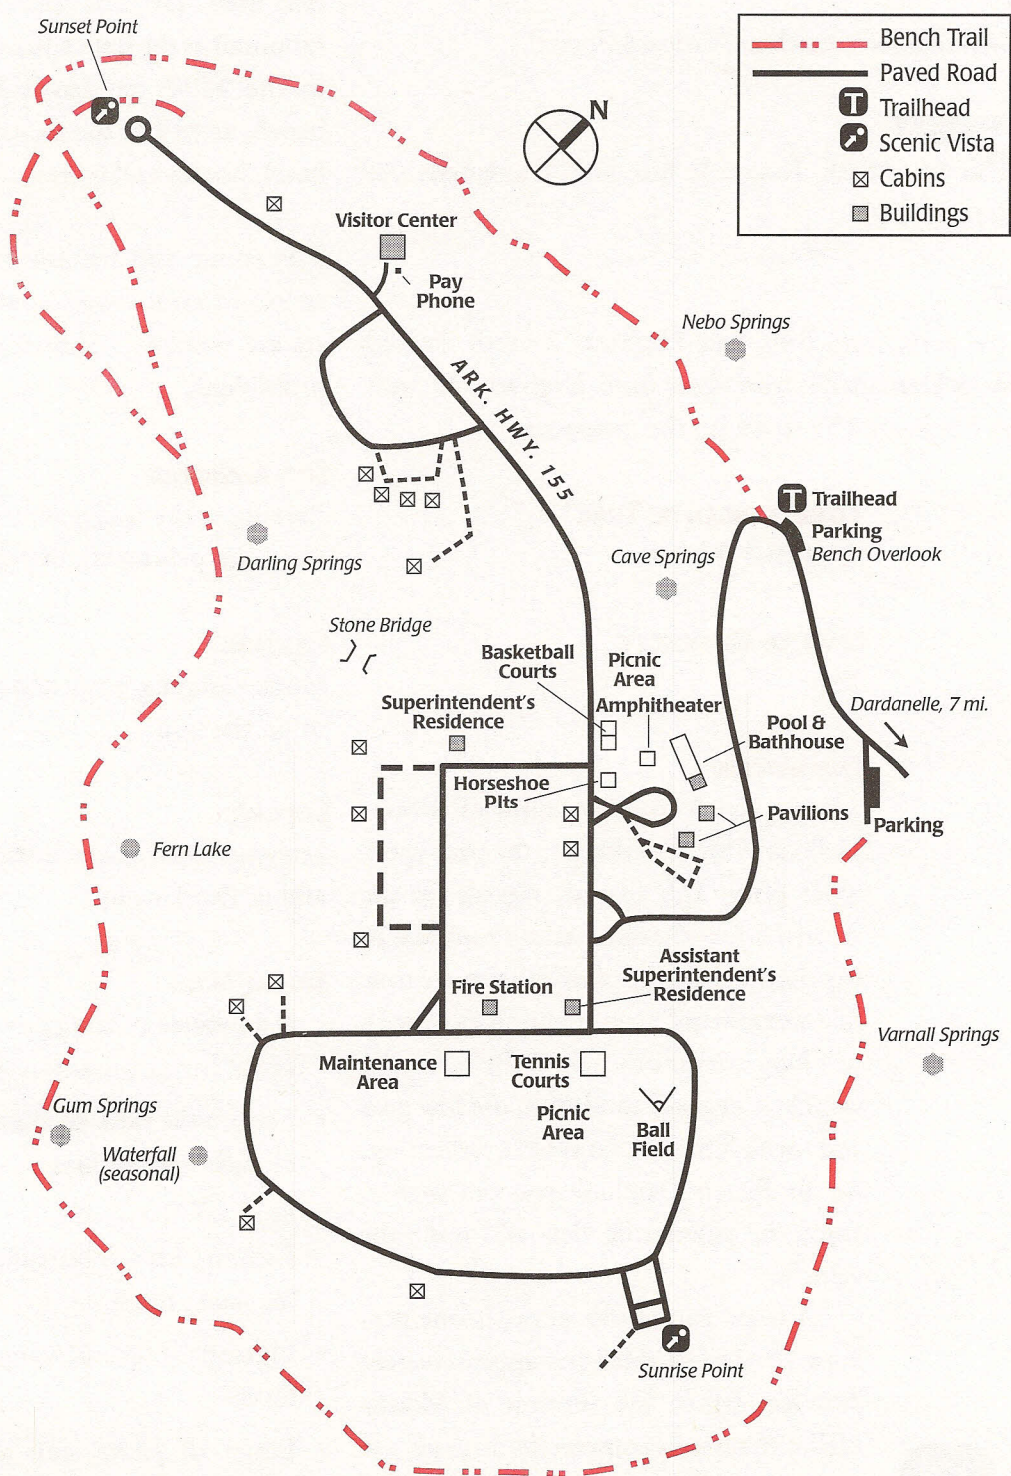 Sunset Point
N
Bench Trail
Paved Road
T Trailhead
Scenic Vista
Cabins
Buildings
Visitor Center
Pay
Phone
ARK. HWY. 155
Nebo Springs
T Trailhead
Parking
Bench Overlook
Darling Springs
Cave Springs
Stone Bridge
Basketball
Courts
Picnic
Area
Superintendent's
Residence
Amphitheater
Pool &
Bathhouse
Dardanelle, 7 mi.
Horseshoe
PIts
Pavilions
Parking
Fern Lake
Assistant
Superintendent's
Residence
Fire Station
Varnall Springs
Maintenance
Area
Tennis
Courts
Picnic
Area
Ball
Field
Gum Springs
Waterfall
(seasonal)
Sunrise Point